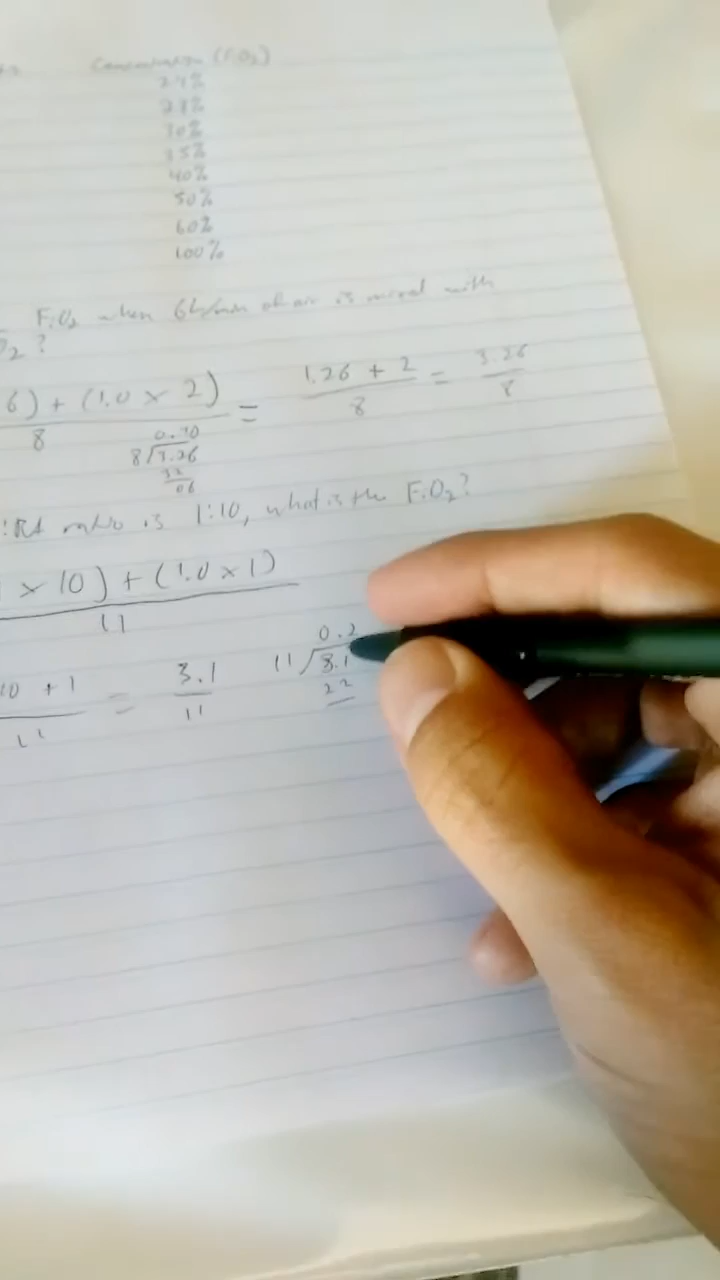 Concentration (FiO₂)
24%
28%
30%
35%
40%
50%
60%
100%
FiO₂ when 6L/min of air is mixed with
O₂ ?
6) + (1.0 x 2) = 1.26 + 2 = 3.26
8 8 8
0.40
8 3.26
32
06
ratio is 1:10, what is the FiO₂?
x 10) + (1.0 x 1)
11
0.2
10 + 1 = 3.1 11 3.1
11 11 22